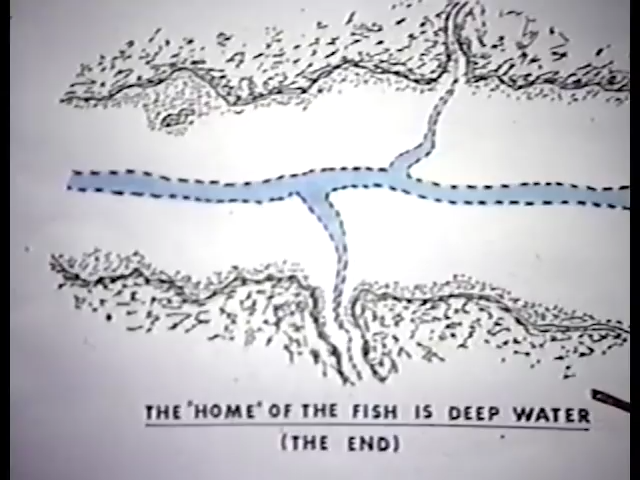 THE "HOME" OF THE FISH IS DEEP WATER
(THE END)